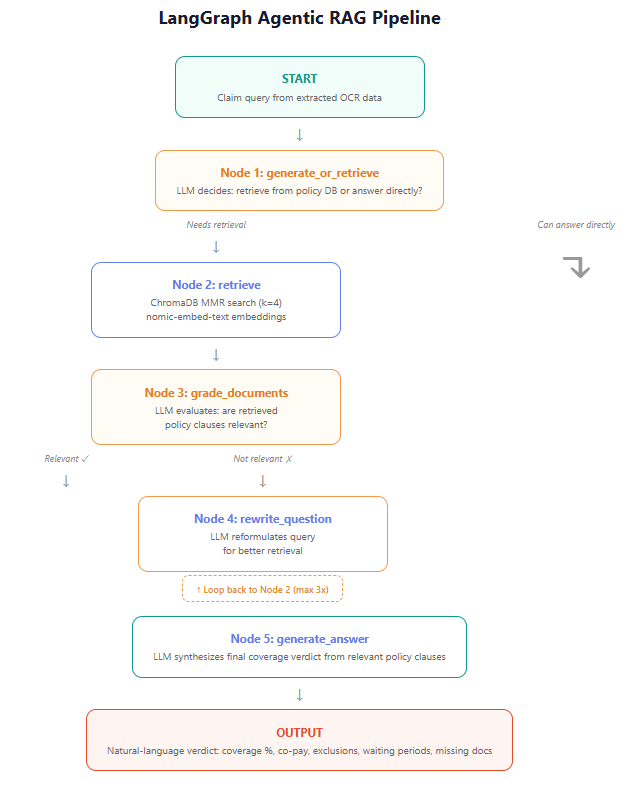 LangGraph Agentic RAG Pipeline
START
Claim query from extracted OCR data
↓
Node 1: generate_or_retrieve
LLM decides: retrieve from policy DB or answer directly?
Needs retrieval
Can answer directly
↓
Node 2: retrieve
ChromaDB MMR search (k=4)
nomic-embed-text embeddings
↓
Node 3: grade_documents
LLM evaluates: are retrieved
policy clauses relevant?
Relevant ✓
Not relevant ✗
↓ ↓
Node 4: rewrite_question
LLM reformulates query
for better retrieval
↑ Loop back to Node 2 (max 3x)
Node 5: generate_answer
LLM synthesizes final coverage verdict from relevant policy clauses
↓
OUTPUT
Natural-language verdict: coverage %, co-pay, exclusions, waiting periods, missing docs